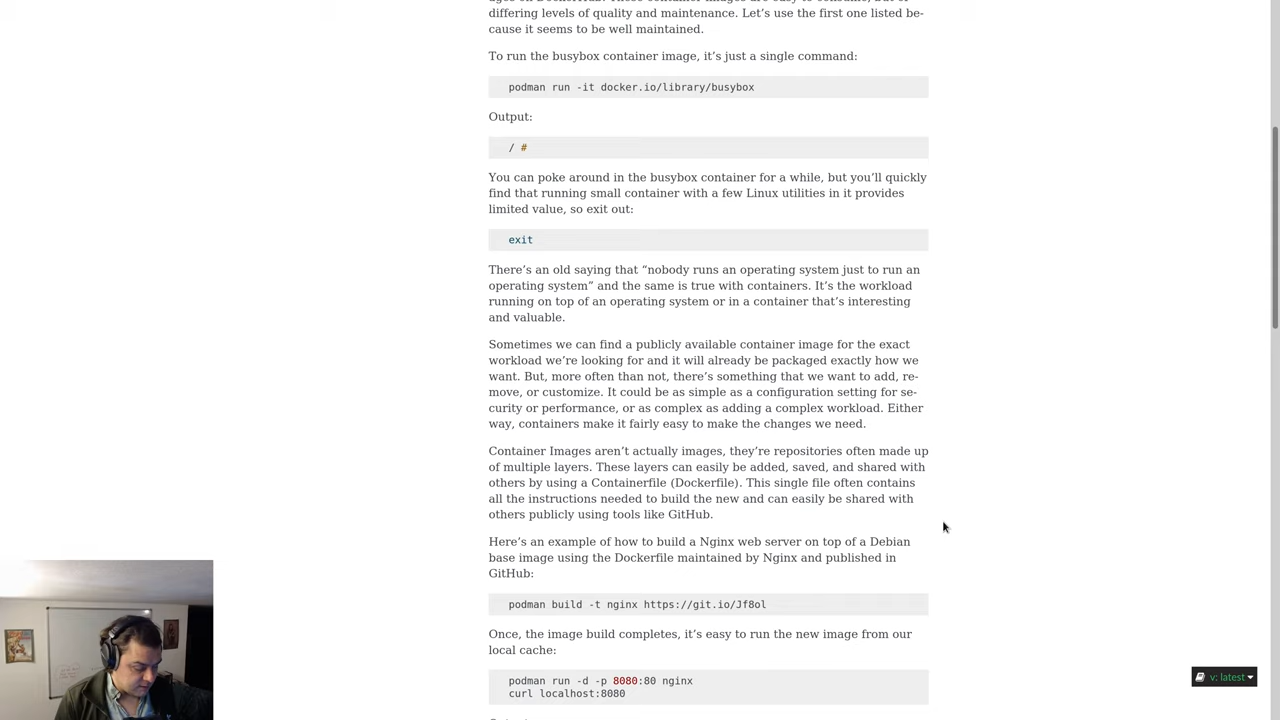 differing levels of quality and maintenance. Let’s use the first one listed be-
cause it seems to be well maintained.
To run the busybox container image, it’s just a single command:
podman run -it docker.io/library/busybox
Output:
/ #
You can poke around in the busybox container for a while, but you’ll quickly
find that running small container with a few Linux utilities in it provides
limited value, so exit out:
exit
There’s an old saying that “nobody runs an operating system just to run an
operating system” and the same is true with containers. It’s the workload
running on top of an operating system or in a container that’s interesting
and valuable.
Sometimes we can find a publicly available container image for the exact
workload we’re looking for and it will already be packaged exactly how we
want. But, more often than not, there’s something that we want to add, re-
move, or customize. It could be as simple as a configuration setting for se-
curity or performance, or as complex as adding a complex workload. Either
way, containers make it fairly easy to make the changes we need.
Container Images aren’t actually images, they’re repositories often made up
of multiple layers. These layers can easily be added, saved, and shared with
others by using a Containerfile (Dockerfile). This single file often contains
all the instructions needed to build the new and can easily be shared with
others publicly using tools like GitHub.
Here’s an example of how to build a Nginx web server on top of a Debian
base image using the Dockerfile maintained by Nginx and published in
GitHub:
podman build -t nginx https://git.io/Jf8ol
Once, the image build completes, it’s easy to run the new image from our
local cache:
podman run -d -p 8080:80 nginx
curl localhost:8080
v: latest